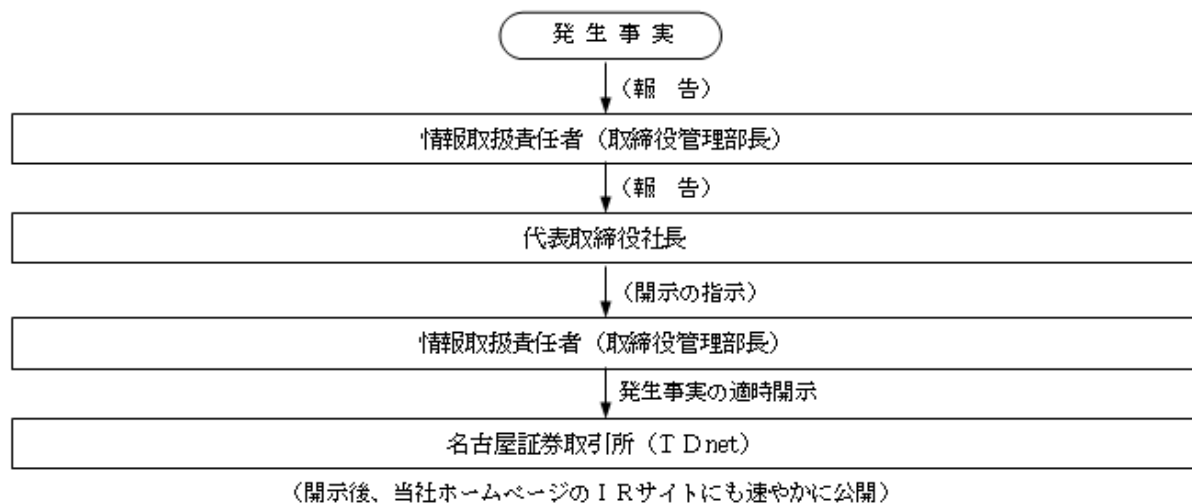 発 生 事 実
（報　告）
情報取扱責任者（取締役管理部長）
（報　告）
代表取締役社長
（開示の指示）
情報取扱責任者（取締役管理部長）
発生事実の適時開示
名古屋証券取引所（ＴＤnet）
（開示後、当社ホームページのＩＲサイトにも速やかに公開）